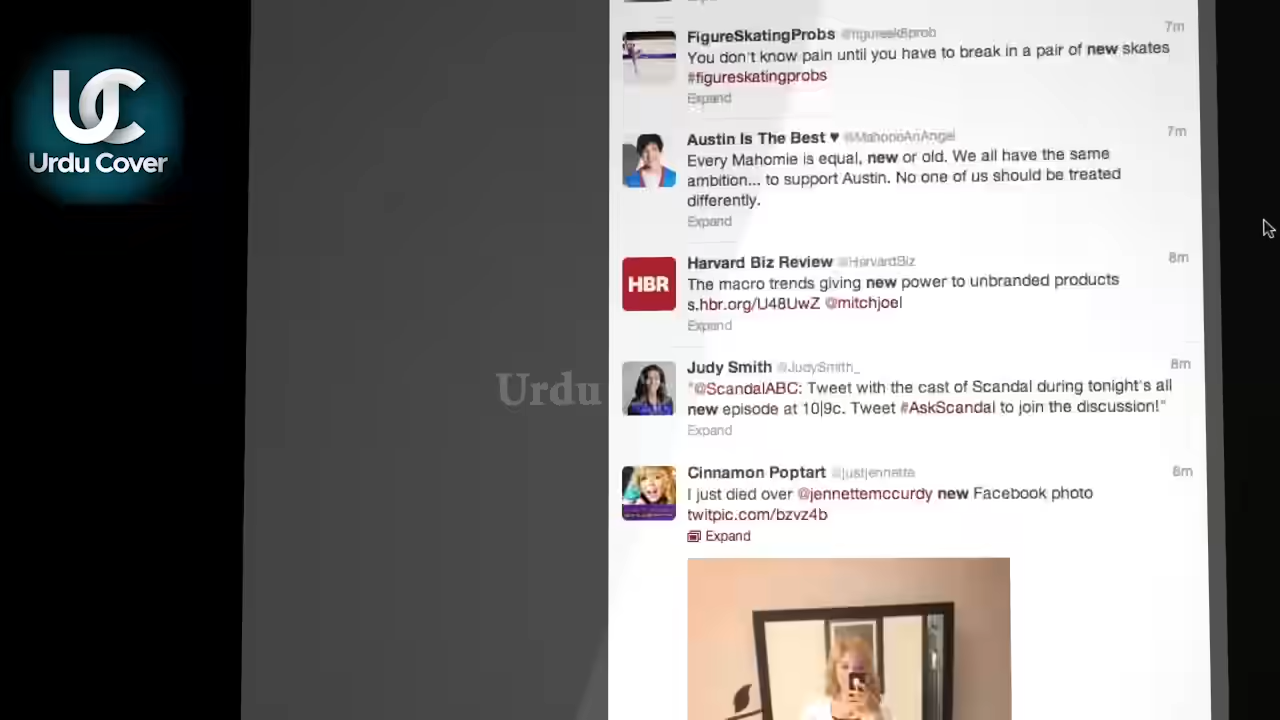 UC
Urdu Cover
FigureSkatingProbs
7m
You don't know pain until you have to break in a pair of new skates
#figureskatingprobs
Expand
Austin Is The Best ♥ @MahoneAnAngel 7m
Every Mahomie is equal, new or old. We all have the same
ambition... to support Austin. No one of us should be treated
differently.
Expand
HBR
Harvard Biz Review @HarvardBiz 8m
The macro trends giving new power to unbranded products
s.hbr.org/U48UwZ @mitchjoel
Expand
Urdu
Judy Smith @JudySmith_ 8m
"@ScandalABC: Tweet with the cast of Scandal during tonight's all
new episode at 10|9c. Tweet #AskScandal to join the discussion!"
Expand
Cinnamon Poptart @justjennette 8m
I just died over @jennettemccurdy new Facebook photo
twitpic.com/bzvz4b
Expand